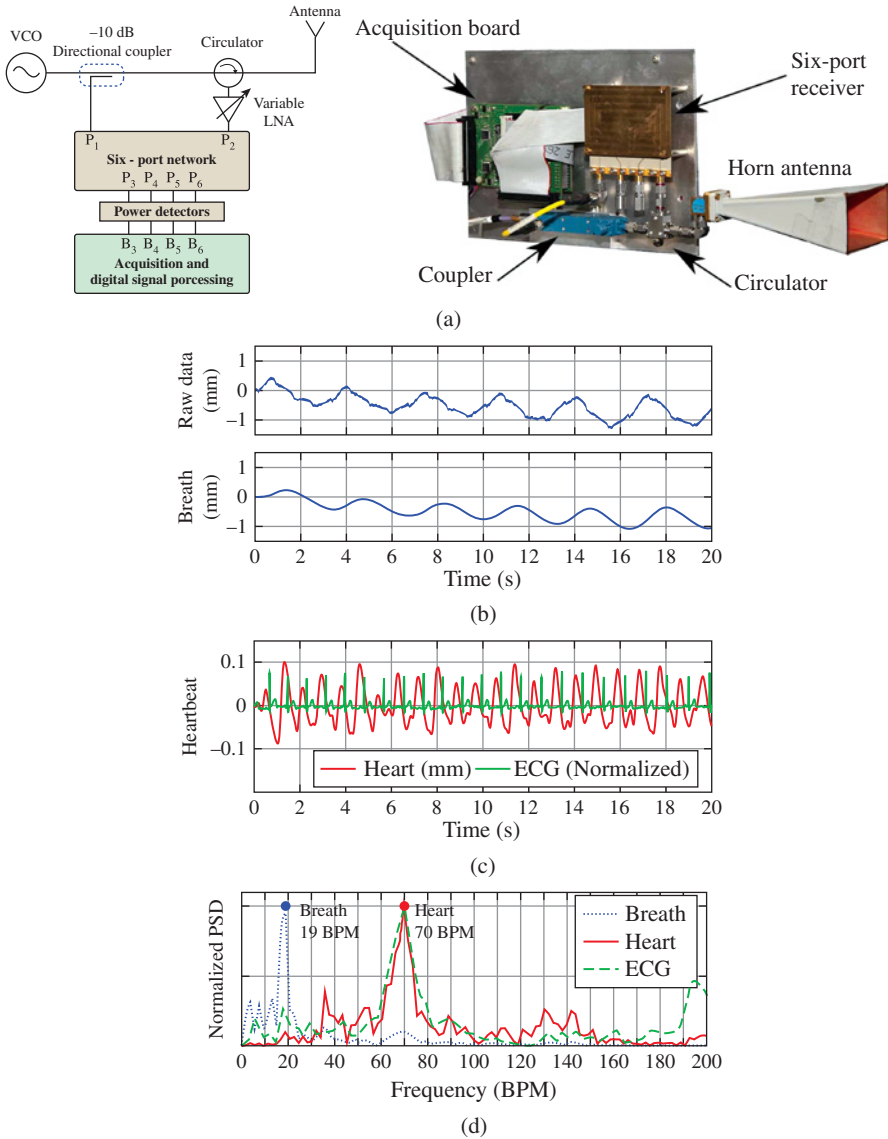 VCO
–10 dB
Directional coupler
Circulator
Antenna
Variable
LNA
P1 P2
Six - port network
P3 P4 P5 P6
Power detectors
B3 B4 B5 B6
Acquisition and
digital signal porcessing
Acquisition board
Six-port
receiver
Horn antenna
Coupler
Circulator
(a)
Raw data
(mm)
1
0
–1
Breath
(mm)
1
0
–1
0 2 4 6 8 10 12 14 16 18 20
Time (s)
(b)
Heartbeat
0.1
0
–0.1
Heart (mm) ECG (Normalized)
0 2 4 6 8 10 12 14 16 18 20
Time (s)
(c)
Normalized PSD
Breath
19 BPM
Heart
70 BPM
Breath
Heart
ECG
0 20 40 60 80 100 120 140 160 180 200
Frequency (BPM)
(d)